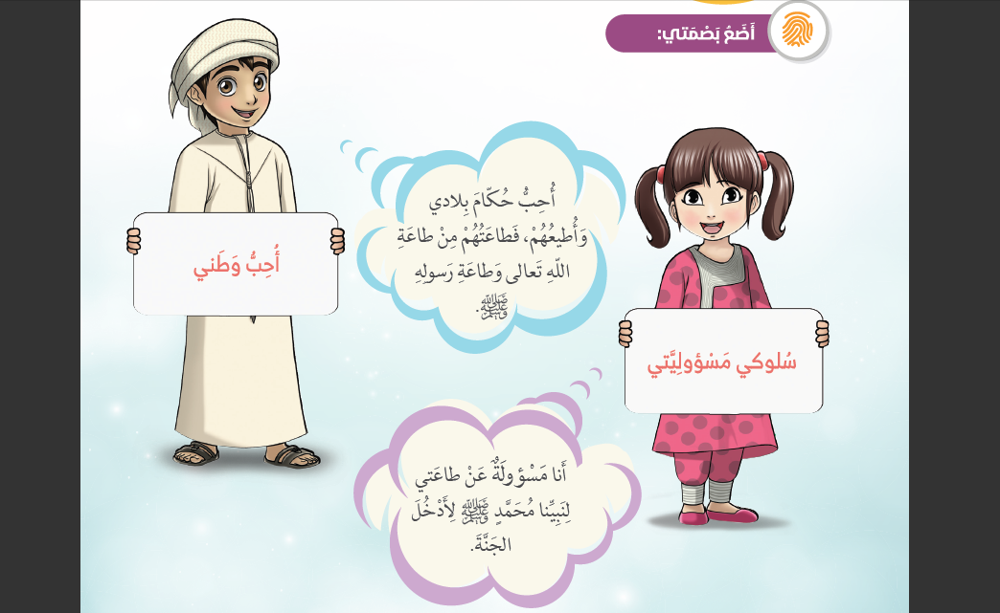 أَضَعُ بَصْمَتي:
أُحِبُّ وَطَني
أُحِبُّ حُكّامَ بِلادي
وَأُطيعُهُمْ، فَطاعَتُهُمْ مِنْ طاعَةِ
اللّهِ تَعالى وَطاعَةِ رَسولِهِ
ﷺ.
سُلوكي مَسْؤولِيَّتي
أَنا مَسْؤولَةٌ عَنْ طاعَتي
لِنَبِيِّنا مُحَمَّدٍ ﷺ لِأَدْخُلَ
الجَنَّةَ.